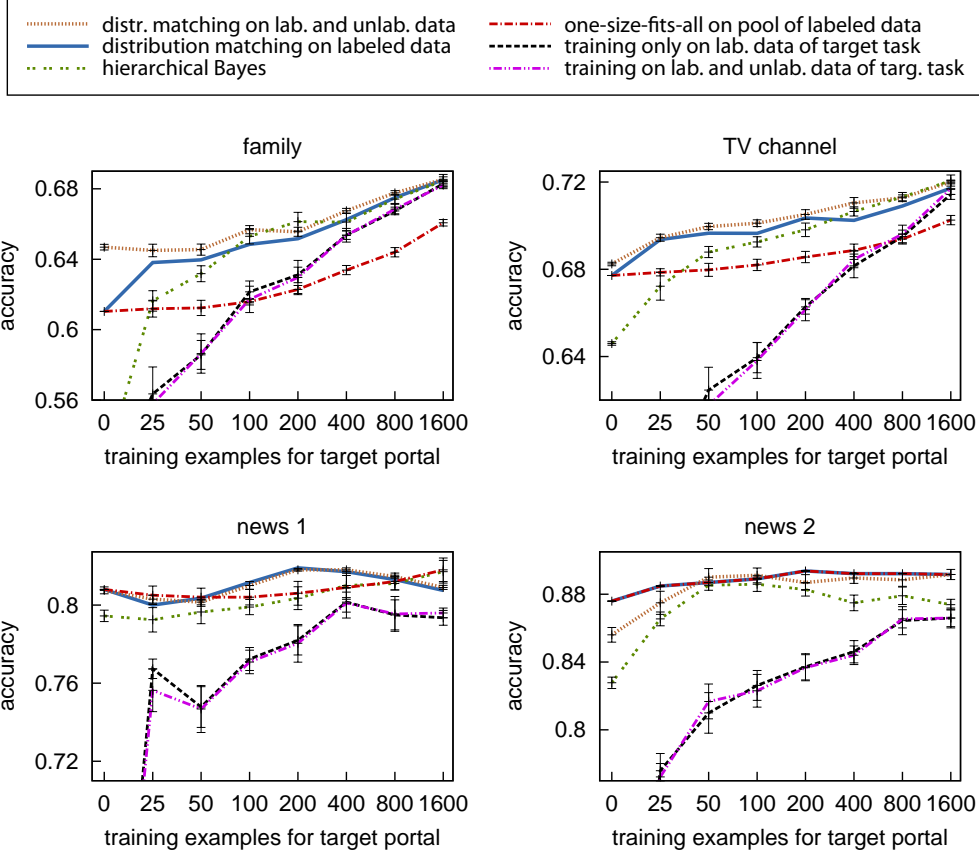 distr. matching on lab. and unlab. data
distribution matching on labeled data
hierarchical Bayes
one-size-fits-all on pool of labeled data
training only on lab. data of target task
training on lab. and unlab. data of targ. task
family
0.68
0.64
0.6
0.56
accuracy
0 25 50 100 200 400 800 1600
training examples for target portal
TV channel
0.72
0.68
0.64
accuracy
0 25 50 100 200 400 800 1600
training examples for target portal
news 1
0.8
0.76
0.72
accuracy
0 25 50 100 200 400 800 1600
training examples for target portal
news 2
0.88
0.84
0.8
accuracy
0 25 50 100 200 400 800 1600
training examples for target portal